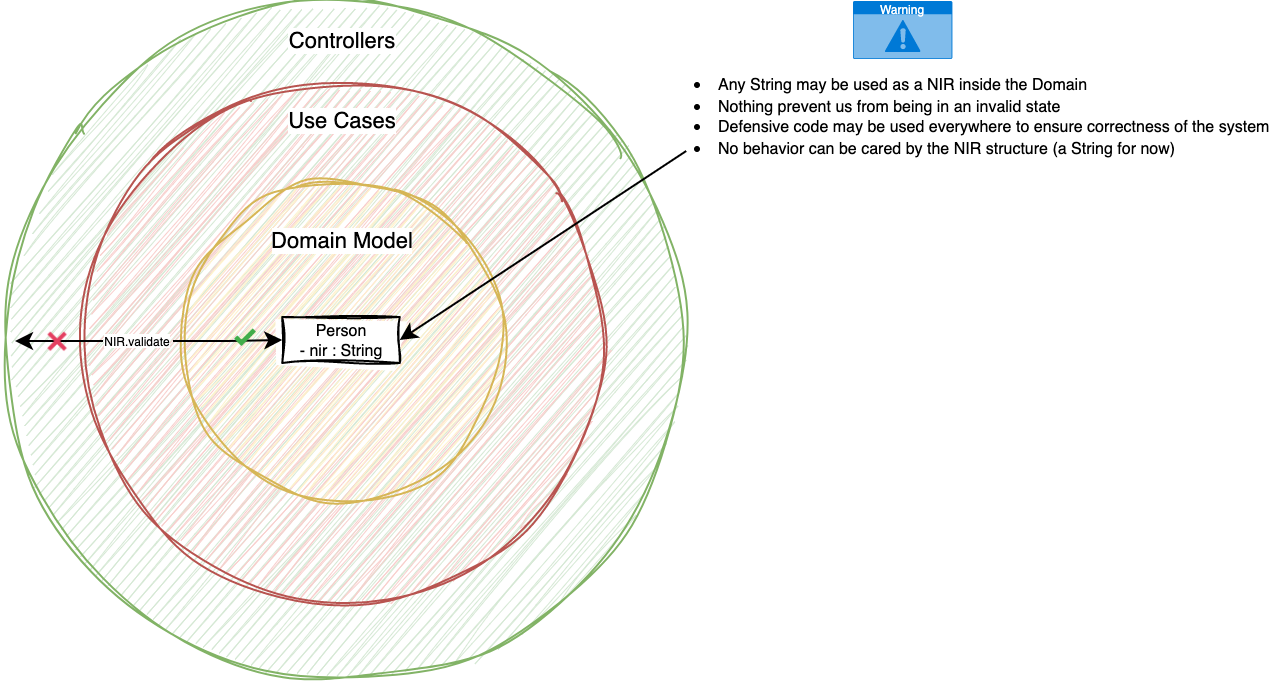 Controllers
Use Cases
Domain Model
NIR.validate
Person
- nir : String
Warning
Any String may be used as a NIR inside the Domain
Nothing prevent us from being in an invalid state
Defensive code may be used everywhere to ensure correctness of the system
No behavior can be cared by the NIR structure (a String for now)